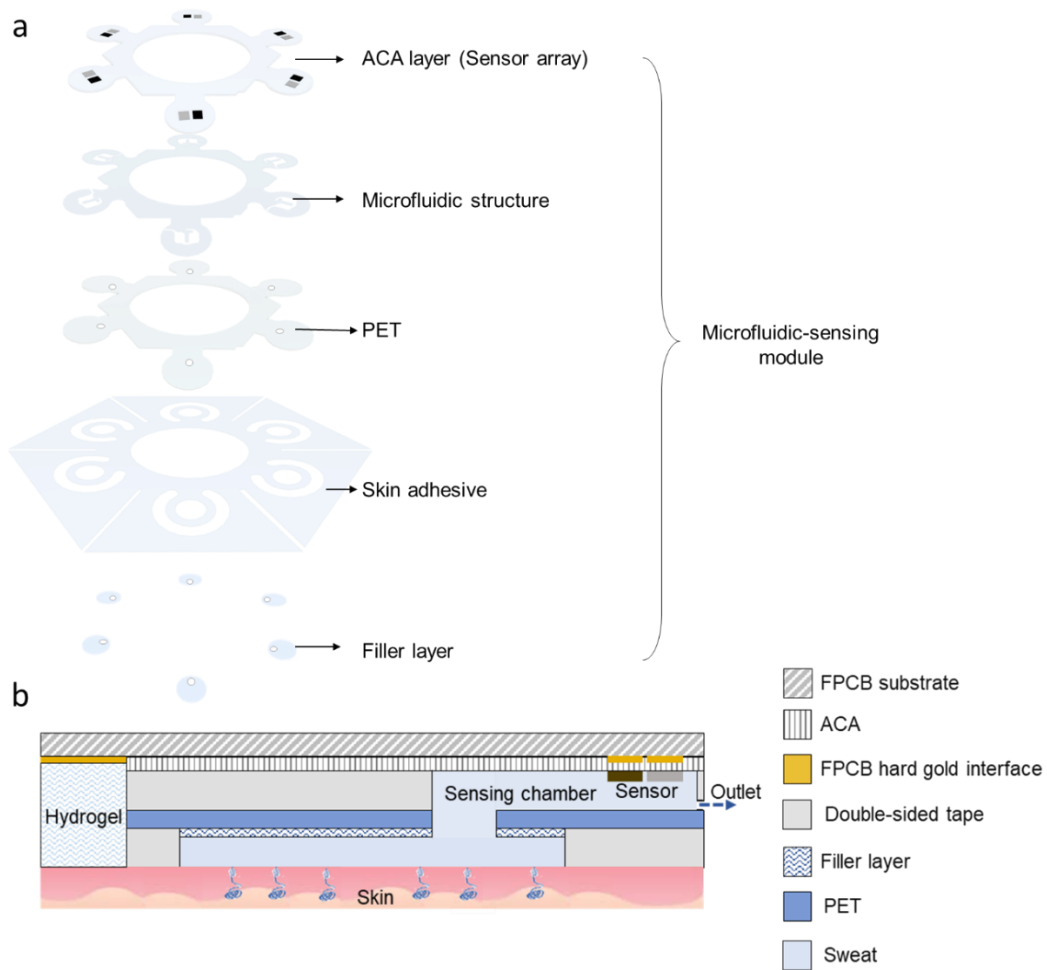 a
ACA layer (Sensor array)
Microfluidic structure
PET
Microfluidic-sensing
module
Skin adhesive
Filler layer
b
FPCB substrate
ACA
FPCB hard gold interface
Double-sided tape
Filler layer
PET
Sweat
Hydrogel
Sensing chamber
Sensor
Outlet
Skin